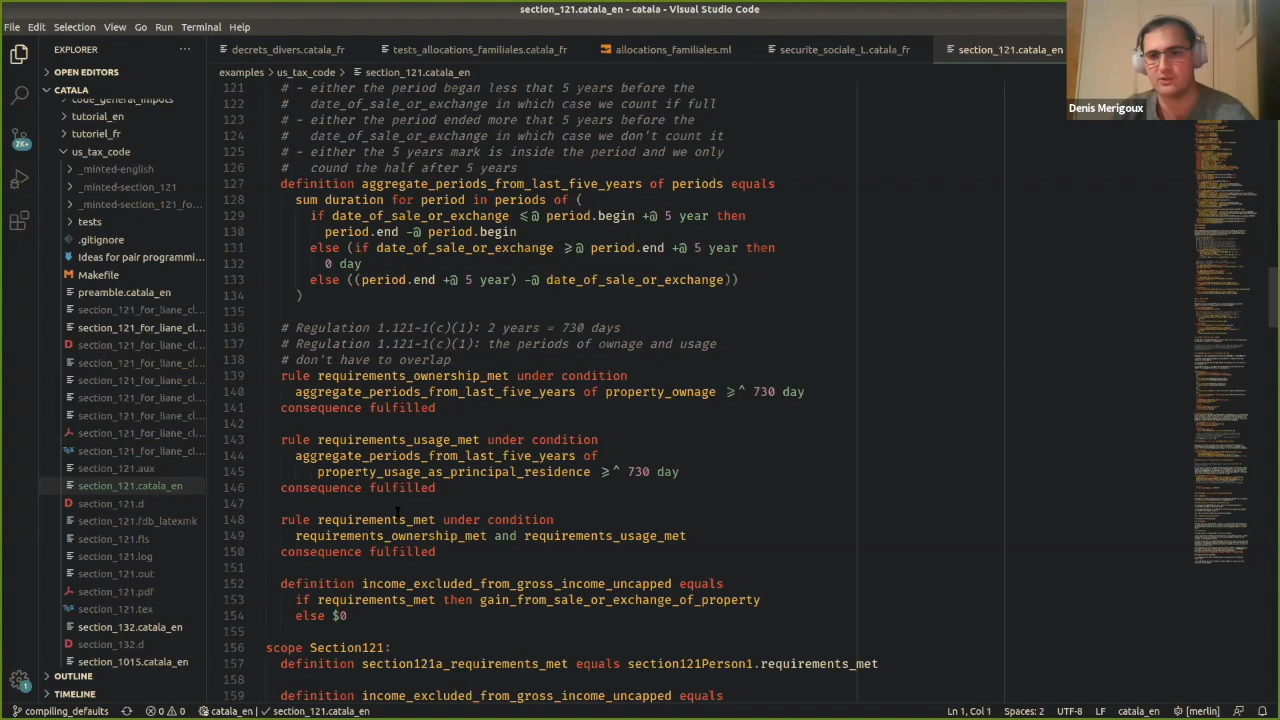 section_121.catala_en - catala - Visual Studio Code
File Edit Selection View Go Run Terminal Help
EXPLORER
decrets_divers.catala_fr
tests_allocations_familiales.catala_fr
allocations_familiales.ml
securite_sociale_L.catala_fr
section_121.catala_en
OPEN EDITORS
CATALA
code_general_impots
tutorial_en
tutoriel_fr
us_tax_code
_minted-english
_minted-section_121
_minted-section_121_fo...
tests
.gitignore
Ideas for pair programmi...
Makefile
preamble.catala_en
section_121_for_liane_cl...
section_121_for_liane_cl...
section_121_for_liane_cl...
section_121_for_liane_cl...
section_121_for_liane_cl...
section_121_for_liane_cl...
section_121_for_liane_cl...
section_121_for_liane_cl...
section_121_for_liane_cl...
section_121.aux
section_121.catala_en
section_121.d
section_121.fdb_latexmk
section_121.fls
section_121.log
section_121.out
section_121.pdf
section_121.tex
section_132.catala_en
section_132.d
section_1015.catala_en
OUTLINE
TIMELINE
examples > us_tax_code > section_121.catala_en
121 # - either the period began less that 5 years before the
122 # date_of_sale_or_exchange in which case we count if full
123 # - either the period ended more that 5 years before the
124 # date_of_sale_or_exchange in which case we don't count it
125 # - either the 5 years mark is inside the period and we only
126 # count the half after 5 years
127 definition aggregate_periods_from_last_five_years of periods equals
128 sum duration for period in periods of (
129 if date_of_sale_or_exchange <=@ period.begin +@ 5 year then
130 period.end -@ period.begin
131 else (if date_of_sale_or_exchange >=@ period.end +@ 5 year then
132 0 day
133 else (period.end +@ 5 year -@ date_of_sale_or_exchange))
134 )
135
136 # Regulation 1.121-1(c)(1): 2 years = 730 days
137 # Regulation 1.121-1(c)(1): the periods of ownage and usage
138 # don't have to overlap
139 rule requirements_ownership_met under condition
140 aggregate_periods_from_last_five_years of property_ownage >=^ 730 day
141 consequence fulfilled
142
143 rule requirements_usage_met under condition
144 aggregate_periods_from_last_five_years of
145 property_usage_as_principal_residence >=^ 730 day
146 consequence fulfilled
147
148 rule requirements_met under condition
149 requirements_ownership_met and requirements_usage_met
150 consequence fulfilled
151
152 definition income_excluded_from_gross_income_uncapped equals
153 if requirements_met then gain_from_sale_or_exchange_of_property
154 else $0
155
156 scope Section121:
157 definition section121a_requirements_met equals section121Person1.requirements_met
158
159 definition income_excluded_from_gross_income_uncapped equals
Denis Merigoux
2K+
1
compiling_defaults 0 0 catala_en section_121.catala_en
Ln 1, Col 1 Spaces: 2 UTF-8 LF catala_en [merlin]